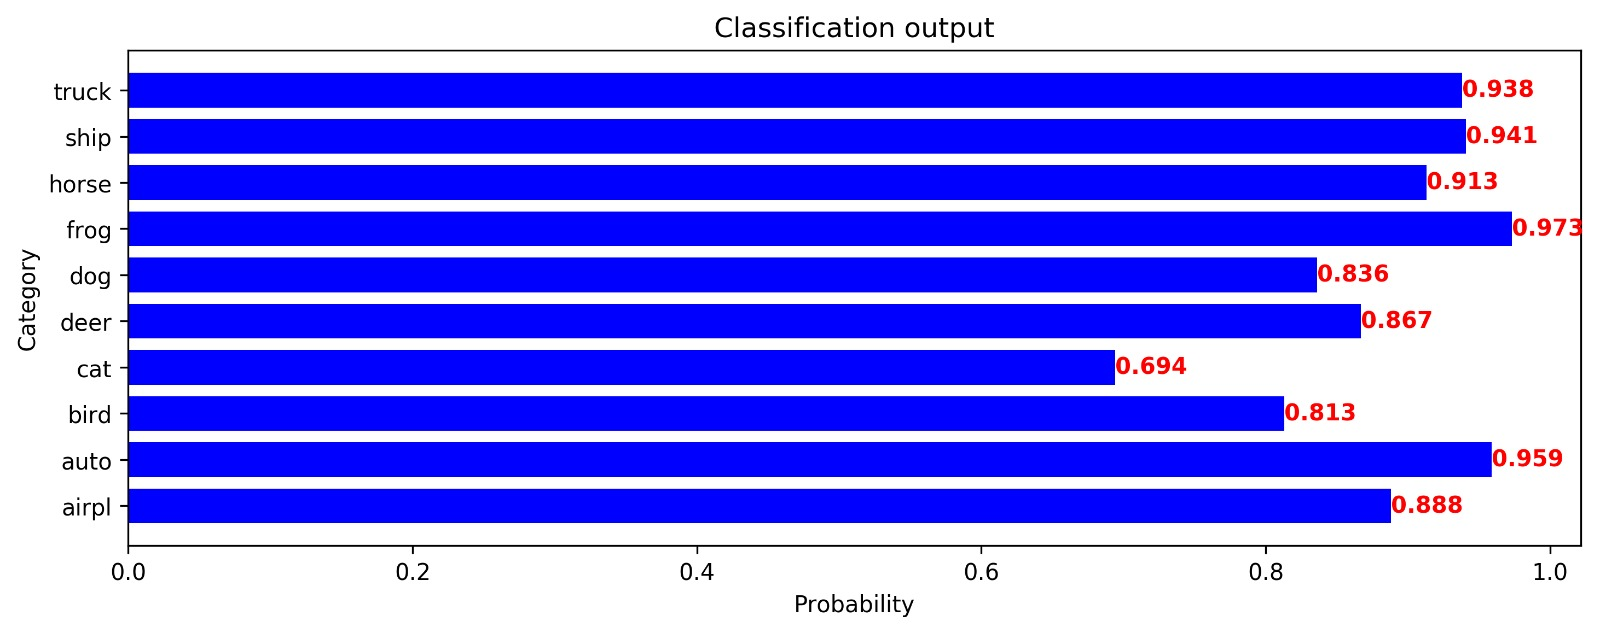 Classification output
truck 0.938
ship 0.941
horse 0.913
frog 0.973
dog 0.836
deer 0.867
cat 0.694
bird 0.813
auto 0.959
airpl 0.888
Category
0.0 0.2 0.4 0.6 0.8 1.0
Probability